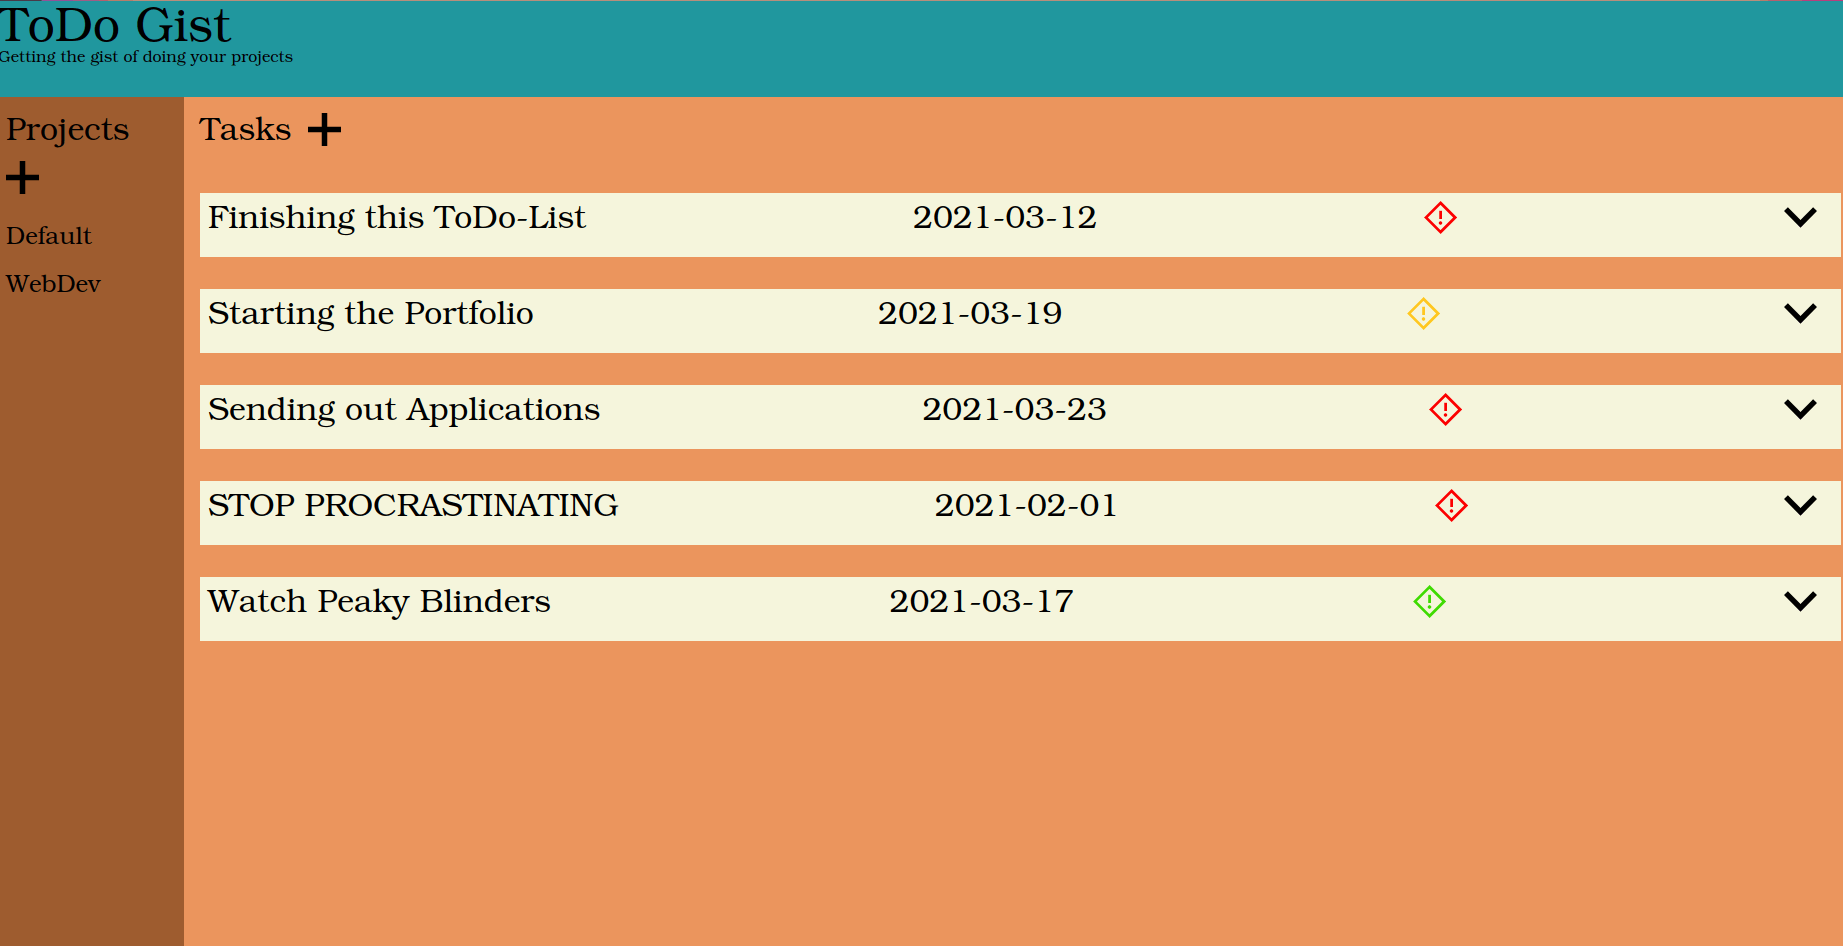 ToDo Gist
Getting the gist of doing your projects
Projects
Default
WebDev
Tasks
Finishing this ToDo-List 2021-03-12
Starting the Portfolio 2021-03-19
Sending out Applications 2021-03-23
STOP PROCRASTINATING 2021-02-01
Watch Peaky Blinders 2021-03-17